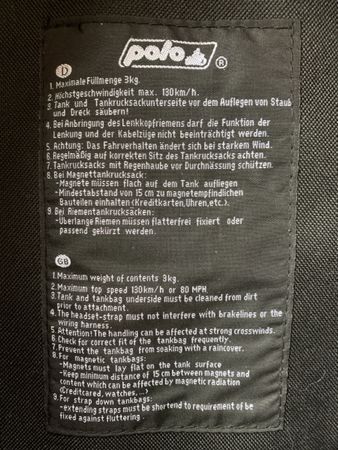 polo ®
D
1. Maximale Füllmenge 3kg.
2. Höchstgeschwindigkeit max. 130km/h.
3. Tank und Tankrucksackunterseite vor dem Auflegen von Staub
und Dreck säubern!
4. Bei Anbringung des Lenkkopfriemens darf die Funktion der
Lenkung und der Kabelzüge nicht beeinträchtigt werden.
5. Achtung: Das Fahrverhalten ändert sich bei starkem Wind.
6. Regelmäßig auf korrekten Sitz des Tankrucksacks achten.
7. Tankrucksacks mit Regenhaube vor Durchnässung schützen.
8. Bei Magnettankrucksack:
-Magnete müssen flach auf dem Tank aufliegen
-Mindestabstand von 15 cm zu magnetempfindlichen
Bauteilen einhalten (Kreditkarten,Uhren,etc.).
9. Bei Riementankrucksäcken:
-Überlange Riemen müssen flatterfrei fixiert oder
passend gekürzt werden.
GB
1. Maximum weight of contents 3kg.
2. Maximum top speed 130km/h or 80 MPH.
3. Tank and tankbag underside must be cleaned from dirt
prior to attachment.
4. The headset-strap must not interfere with brakelines or the
wiring harness.
5. Attention!The handling can be affected at strong crosswinds.
6. Check for correct fit of the tankbag frequently.
7. Prevent the tankbag from soaking with a raincover.
8. For magnetic tankbags:
-Magnets must lay flat on the tank surface
-Keep minimum distance of 15 cm between magnets and
content which can be affected by magnetic radiation
(Creditcared, watches,...)
9. For strap down tankbags:
-extending straps must be shortend to requirement of be
fixed against fluttering.